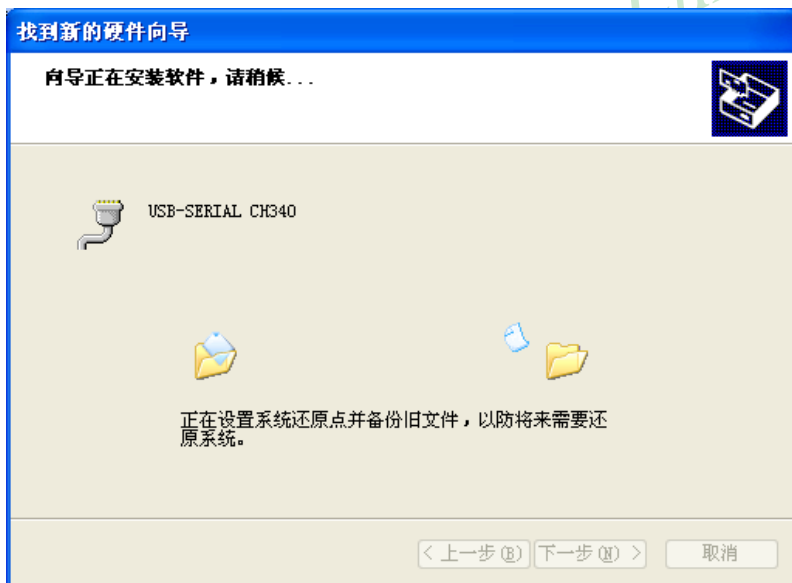 找到新的硬件向导
向导正在安装软件，请稍候...
USB-SERIAL CH340
正在设置系统还原点并备份旧文件，以防将来需要还
原系统。
< 上一步(B) 下一步(N) > 取消